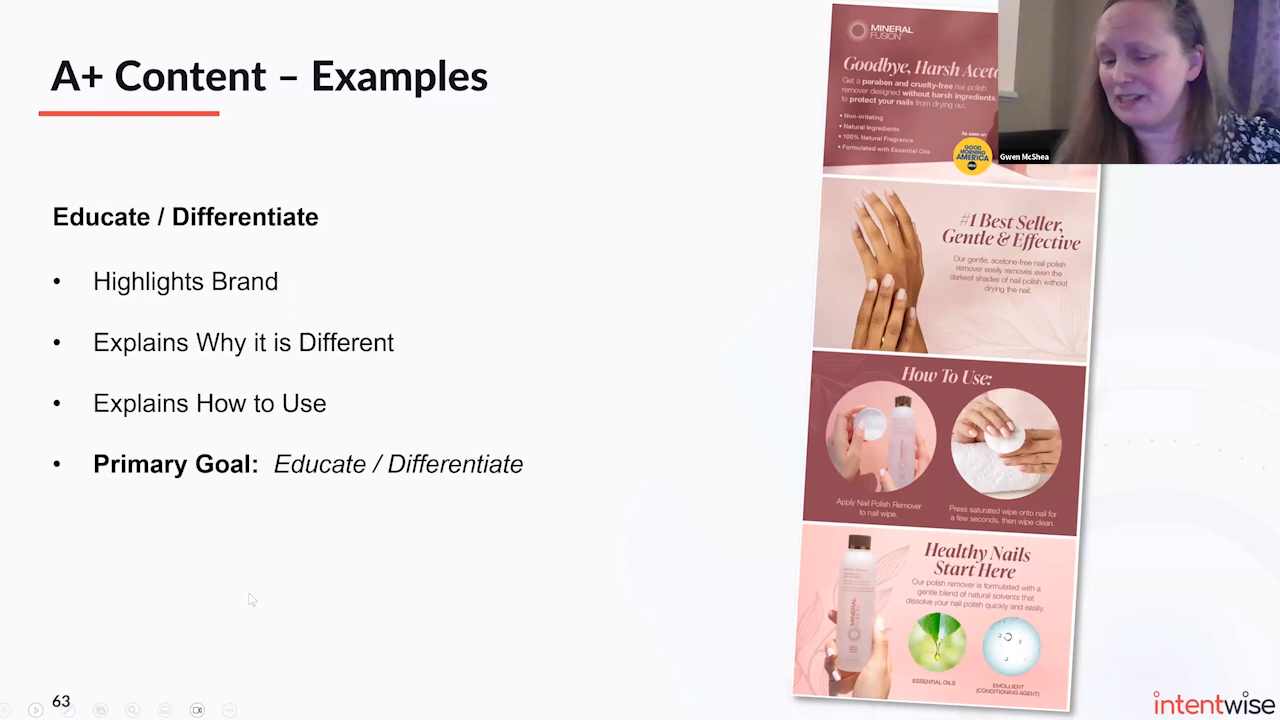 A+ Content – Examples
Educate / Differentiate
• Highlights Brand
• Explains Why it is Different
• Explains How to Use
• Primary Goal: Educate / Differentiate
63
MINERAL
FUSION
Goodbye, Harsh Aceto
Get a paraben and cruelty-free nail polish
remover designed without harsh ingredients,
to protect your nails from drying out.
• Non-irritating
• Natural Ingredients
• 100% Natural Fragrance
• Formulated with Essential Oils
As seen on
GOOD
MORNING
AMERICA
abc
Gwen McShea
#1 Best Seller,
Gentle & Effective
Our gentle, acetone-free nail polish
remover easily removes even the
darkest shades of nail polish without
drying the nail.
How To Use:
Apply Nail Polish Remover
to nail wipe.
Press saturated wipe onto nail for
a few seconds, then wipe clean.
Healthy Nails
Start Here
Our polish remover is formulated with a
gentle blend of natural solvents that
dissolve your nail polish quickly and easily.
MINERAL
FUSION
ESSENTIAL OILS
EMOLLIENT
(CONDITIONING AGENT)
intentwise